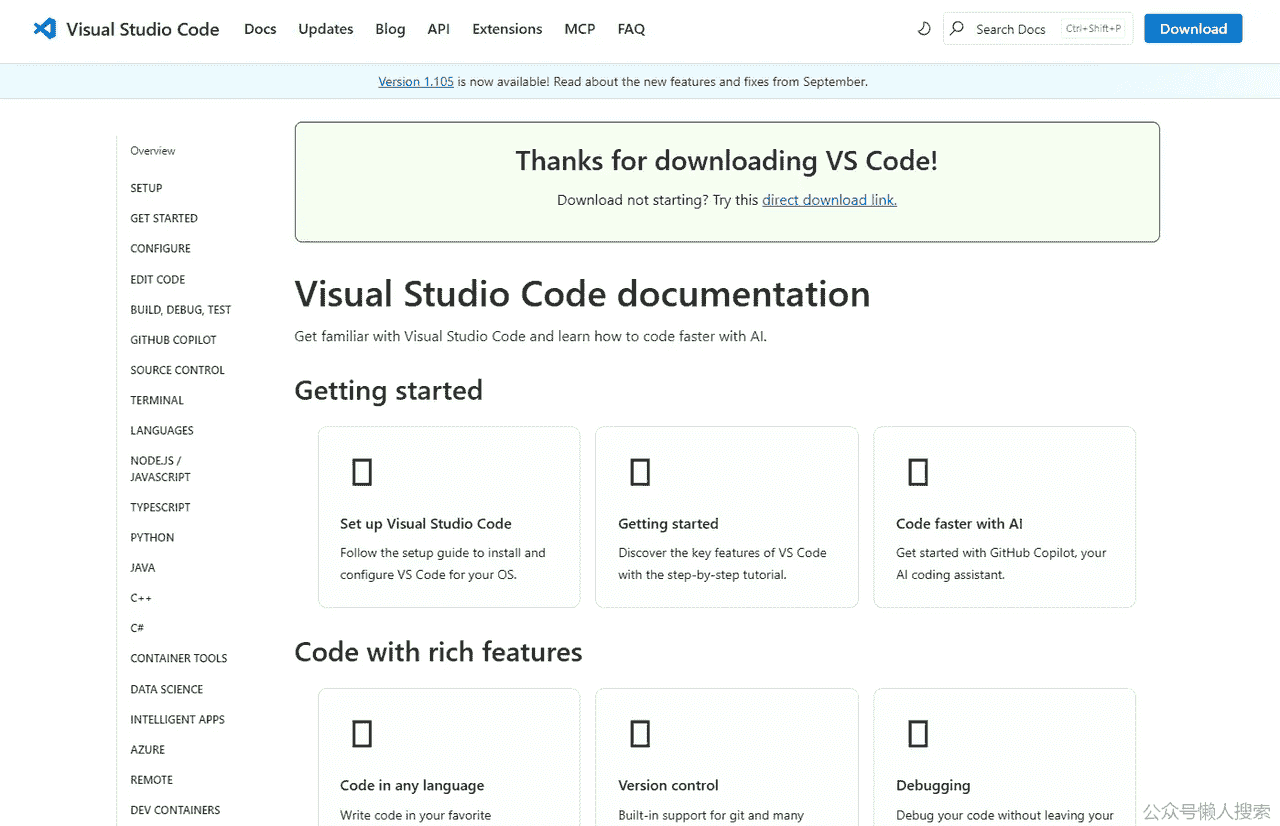 Visual Studio Code Docs Updates Blog API Extensions MCP FAQ Search Docs Ctrl+Shift+P Download
Version 1.105 is now available! Read about the new features and fixes from September.
Overview
SETUP
GET STARTED
CONFIGURE
EDIT CODE
BUILD, DEBUG, TEST
GITHUB COPILOT
SOURCE CONTROL
TERMINAL
LANGUAGES
NODE.JS /
JAVASCRIPT
TYPESCRIPT
PYTHON
JAVA
C++
C#
CONTAINER TOOLS
DATA SCIENCE
INTELLIGENT APPS
AZURE
REMOTE
DEV CONTAINERS
Thanks for downloading VS Code!
Download not starting? Try this direct download link.
Visual Studio Code documentation
Get familiar with Visual Studio Code and learn how to code faster with AI.
Getting started
Set up Visual Studio Code
Follow the setup guide to install and
configure VS Code for your OS.
Getting started
Discover the key features of VS Code
with the step-by-step tutorial.
Code faster with AI
Get started with GitHub Copilot, your
AI coding assistant.
Code with rich features
Code in any language
Write code in your favorite
Version control
Built-in support for git and many
Debugging
Debug your code without leaving your
公众号懒人搜索